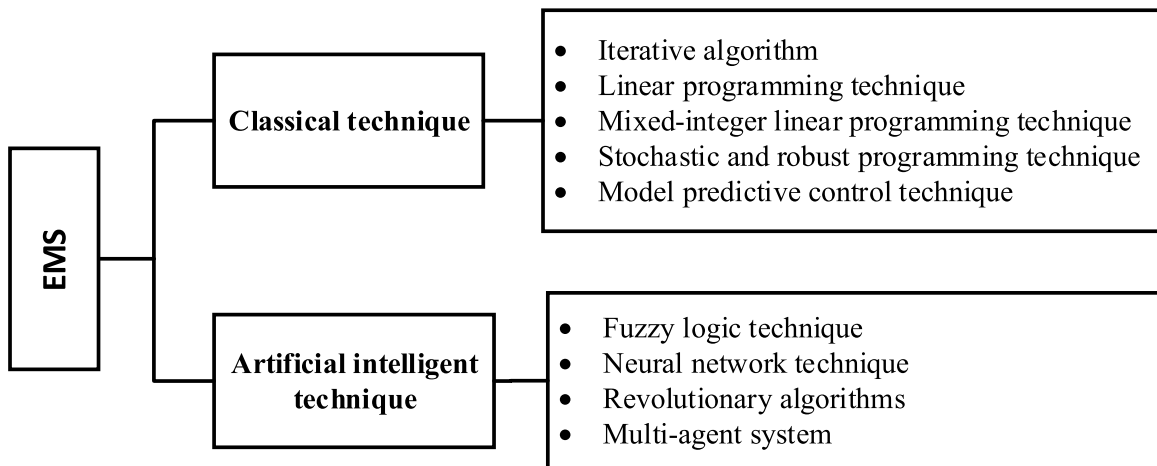 EMS
Classical technique
• Iterative algorithm
• Linear programming technique
• Mixed-integer linear programming technique
• Stochastic and robust programming technique
• Model predictive control technique
Artificial intelligent
technique
• Fuzzy logic technique
• Neural network technique
• Revolutionary algorithms
• Multi-agent system